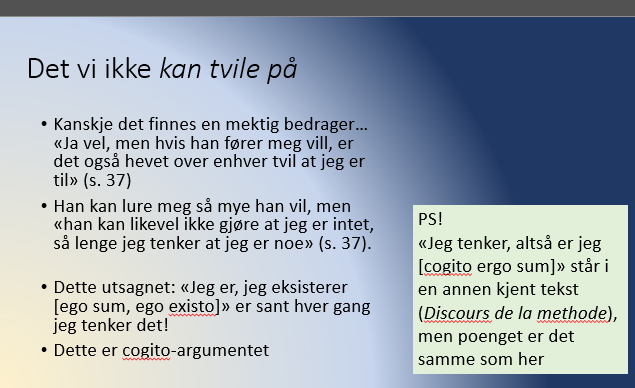 Det vi ikke kan tvile på
• Kanskje det finnes en mektig bedrager…
«Ja vel, men hvis han fører meg vill, er
det også hevet over enhver tvil at jeg er
til» (s. 37)
• Han kan lure meg så mye han vil, men
«han kan likevel ikke gjøre at jeg er intet,
så lenge jeg tenker at jeg er noe» (s. 37).
• Dette utsagnet: «Jeg er, jeg eksisterer
[ego sum, ego existo]» er sant hver gang
jeg tenker det!
• Dette er cogito-argumentet
PS!
«Jeg tenker, altså er jeg
[cogito ergo sum]» står i
en annen kjent tekst
(Discours de la methode),
men poenget er det
samme som her